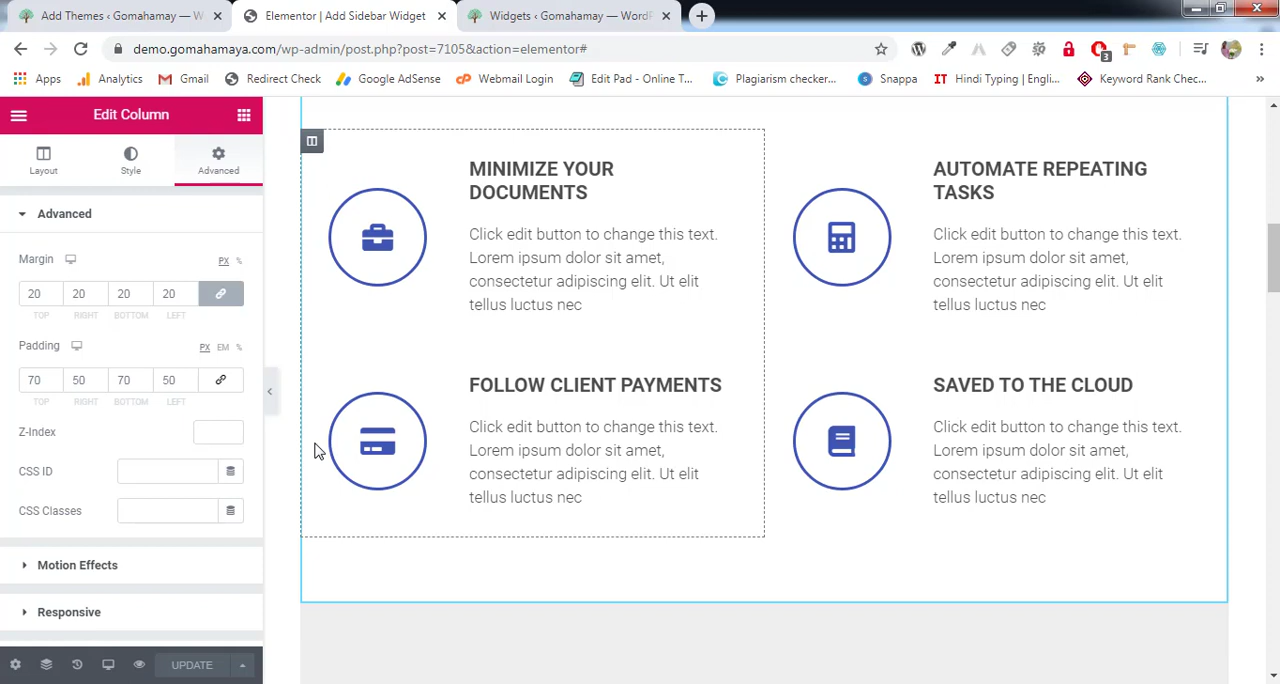 Add Themes ‹ Gomahamay — W
Elementor | Add Sidebar Widget
Widgets ‹ Gomahamay — WordP
demo.gomahamaya.com/wp-admin/post.php?post=7105&action=elementor#
3
Apps
Analytics
Gmail
Redirect Check
Google AdSense
Webmail Login
Edit Pad - Online T...
Plagiarism checker...
Snappa
IT Hindi Typing | Engli...
Keyword Rank Chec...
»
Edit Column
Layout
Style
Advanced
Advanced
Margin
PX %
20 20 20 20
TOP RIGHT BOTTOM LEFT
Padding
PX EM %
70 50 70 50
TOP RIGHT BOTTOM LEFT
Z-Index
CSS ID
CSS Classes
Motion Effects
Responsive
UPDATE
MINIMIZE YOUR
DOCUMENTS
Click edit button to change this text.
Lorem ipsum dolor sit amet,
consectetur adipiscing elit. Ut elit
tellus luctus nec
AUTOMATE REPEATING
TASKS
Click edit button to change this text.
Lorem ipsum dolor sit amet,
consectetur adipiscing elit. Ut elit
tellus luctus nec
FOLLOW CLIENT PAYMENTS
Click edit button to change this text.
Lorem ipsum dolor sit amet,
consectetur adipiscing elit. Ut elit
tellus luctus nec
SAVED TO THE CLOUD
Click edit button to change this text.
Lorem ipsum dolor sit amet,
consectetur adipiscing elit. Ut elit
tellus luctus nec